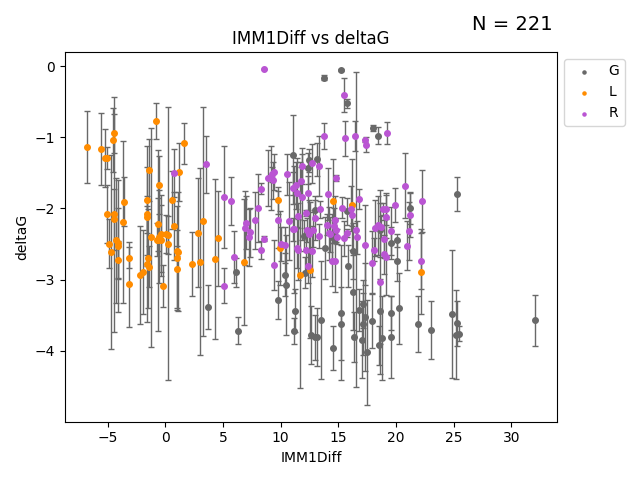 N = 221
IMM1Diff vs deltaG
G
L
R
0
−1
−2
−3
−4
deltaG
−5 0 5 10 15 20 25 30
IMM1Diff